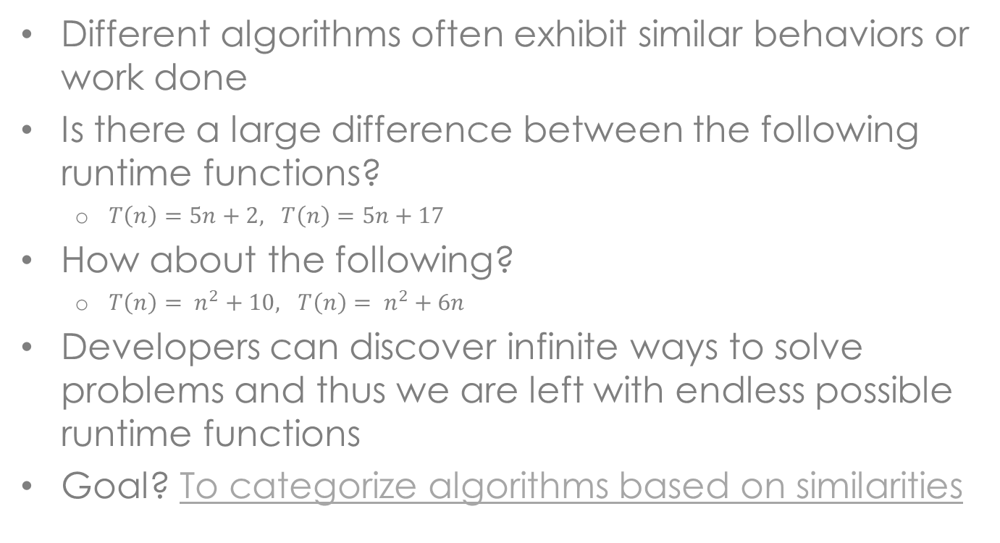 • Different algorithms often exhibit similar behaviors or
work done
• Is there a large difference between the following
runtime functions?
○ T(n) = 5n + 2, T(n) = 5n + 17
• How about the following?
○ T(n) = n² + 10, T(n) = n² + 6n
• Developers can discover infinite ways to solve
problems and thus we are left with endless possible
runtime functions
• Goal? To categorize algorithms based on similarities